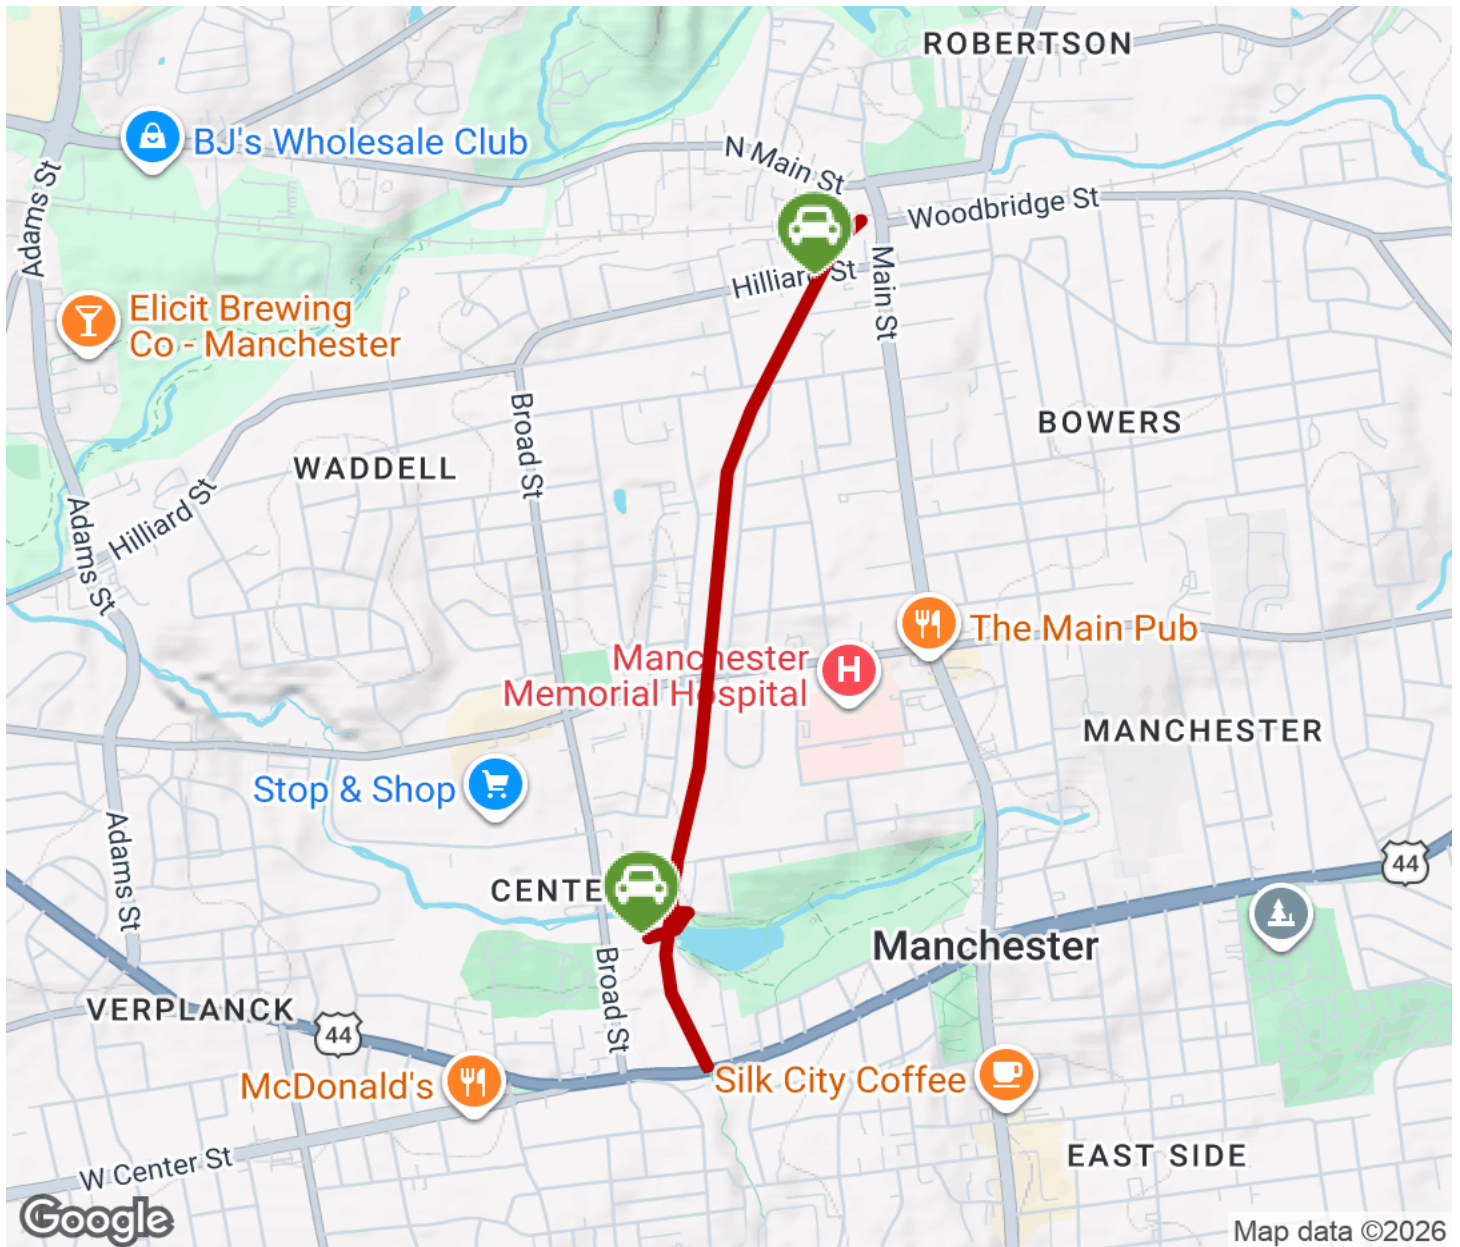 ROBERTSON
BJ's Wholesale Club
N Main St
Adams St
Woodbridge St
Hilliard St
Main St
Elicit Brewing
Co - Manchester
Broad St
BOWERS
WADDELL
Hilliard St
Adams St
The Main Pub
H
Manchester
Memorial Hospital
MANCHESTER
Stop & Shop
Adams St
44
CENTE
Manchester
Broad St
VERPLANCK
44
McDonald's
Silk City Coffee
W Center St
EAST SIDE
Google
Map data ©2026